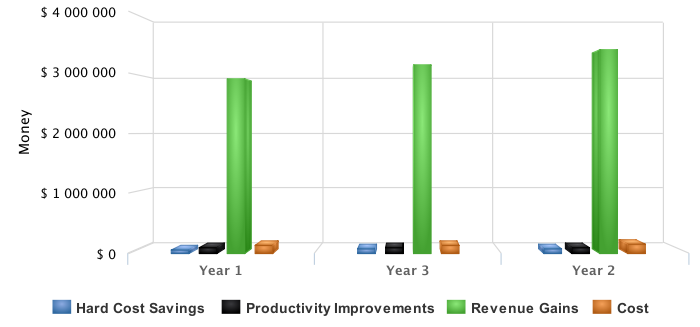 $ 4 000 000
$ 3 000 000
$ 2 000 000
$ 1 000 000
$ 0
Money
Year 1 Year 3 Year 2
Hard Cost Savings Productivity Improvements Revenue Gains Cost